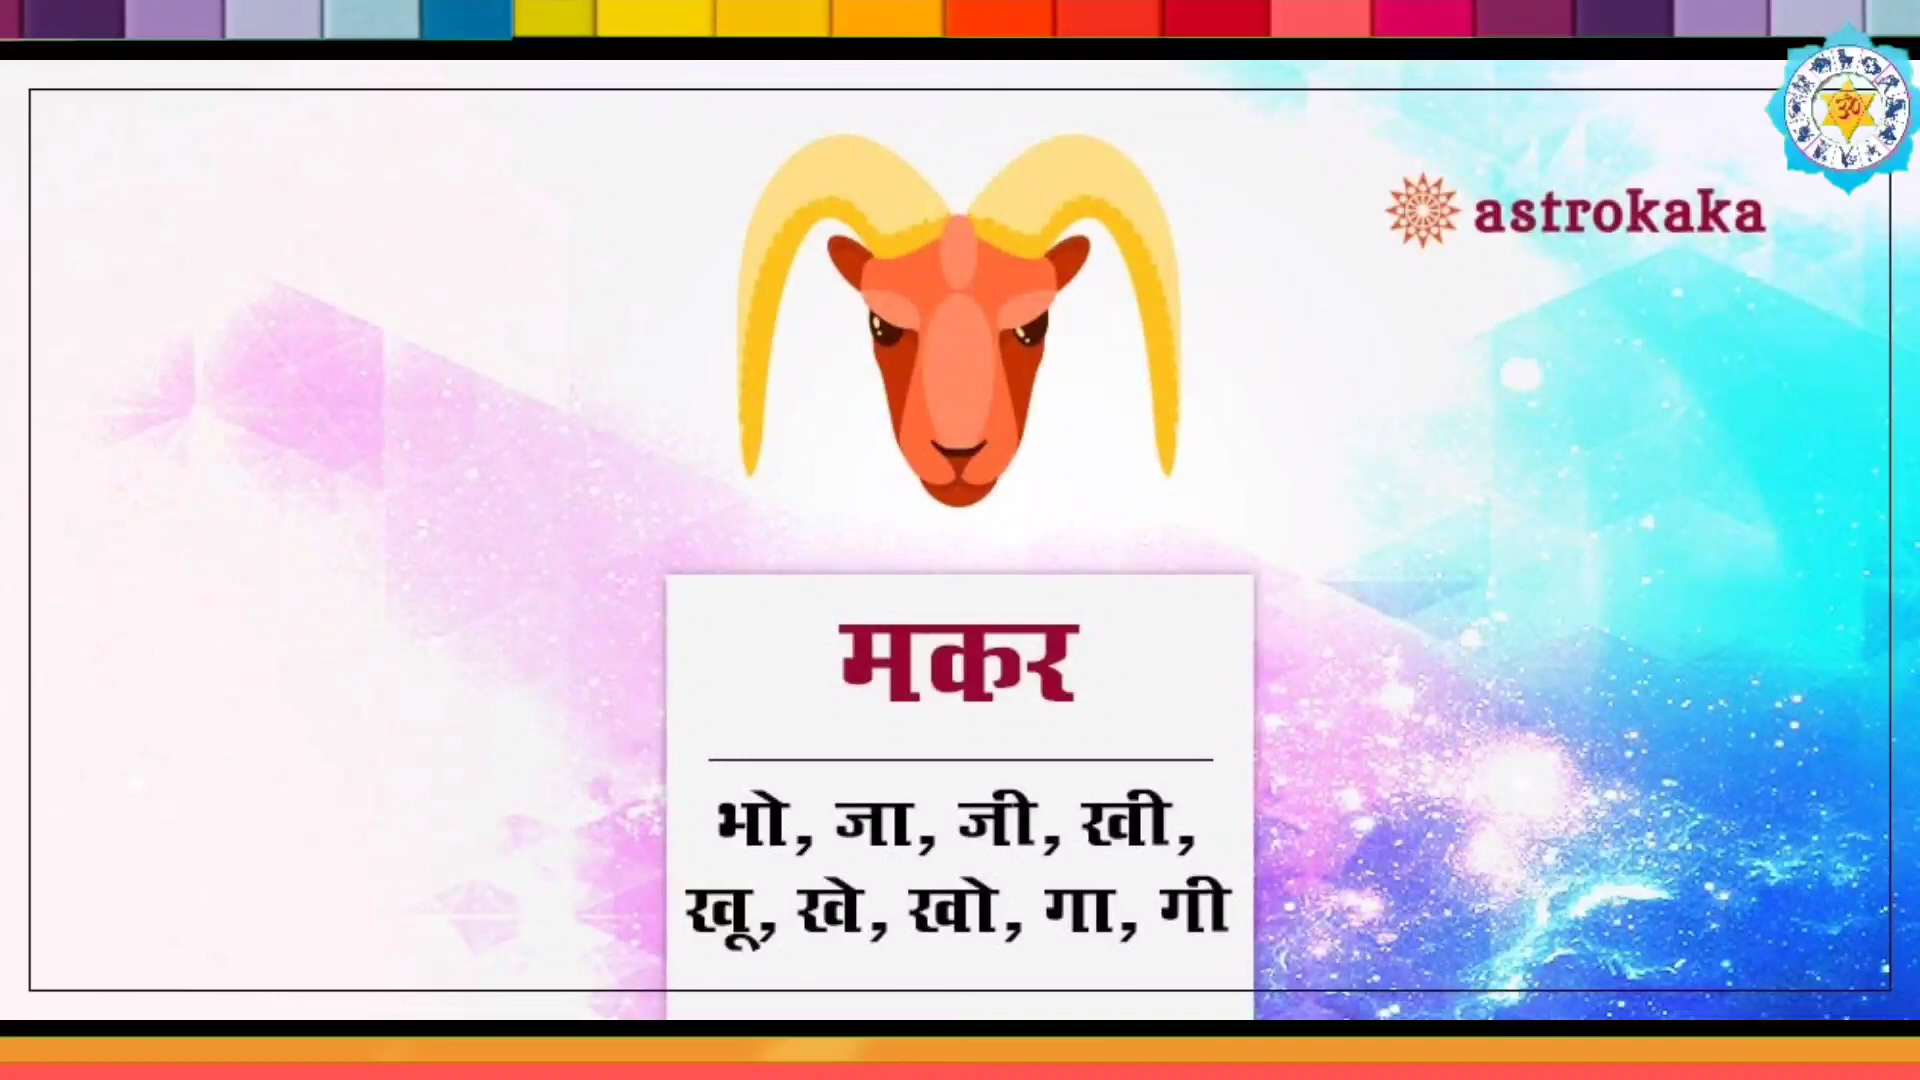 astrokaka
ॐ
मकर
भो, जा, जी, खी,
खू, खे, खो, गा, गी